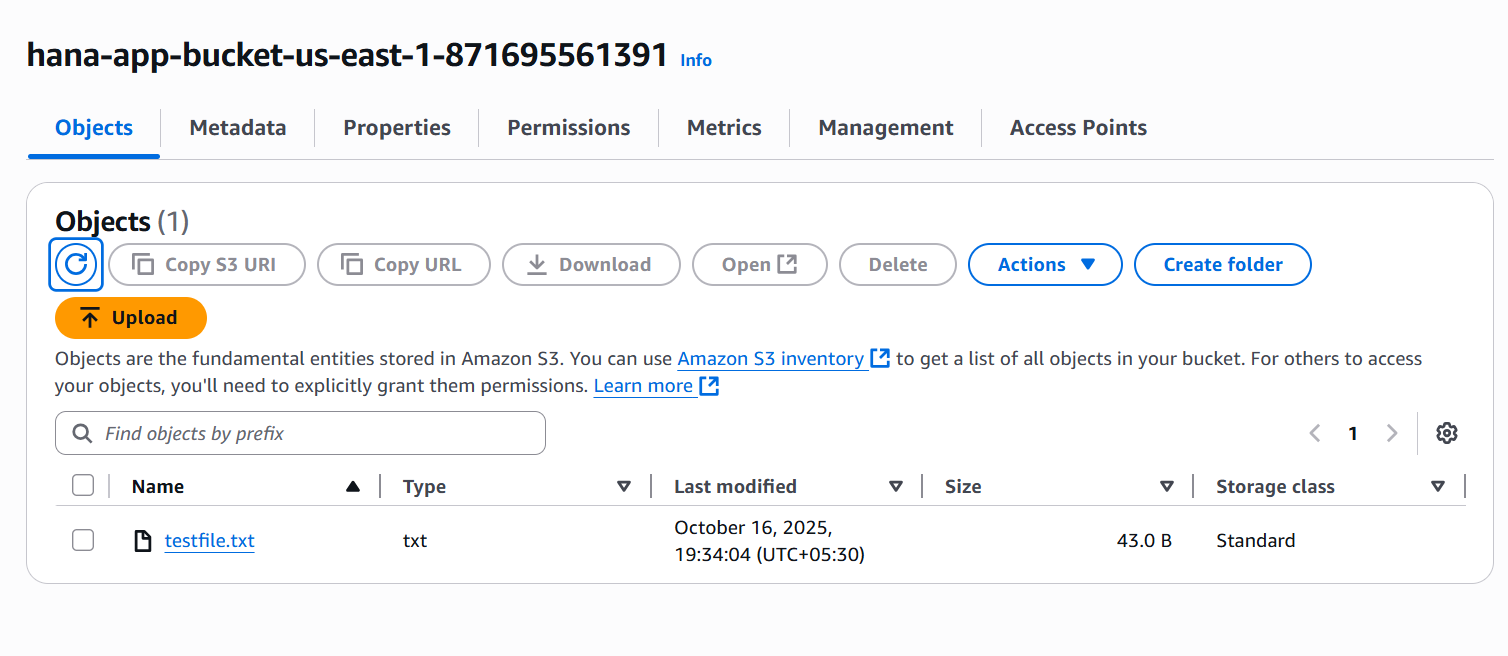 hana-app-bucket-us-east-1-871695561391 Info
Objects Metadata Properties Permissions Metrics Management Access Points
Objects (1)
Copy S3 URI Copy URL Download Open Delete Actions Create folder
Upload
Objects are the fundamental entities stored in Amazon S3. You can use Amazon S3 inventory to get a list of all objects in your bucket. For others to access
your objects, you'll need to explicitly grant them permissions. Learn more
Find objects by prefix 1
Name Type Last modified Size Storage class
testfile.txt txt October 16, 2025, 43.0 B Standard
19:34:04 (UTC+05:30)